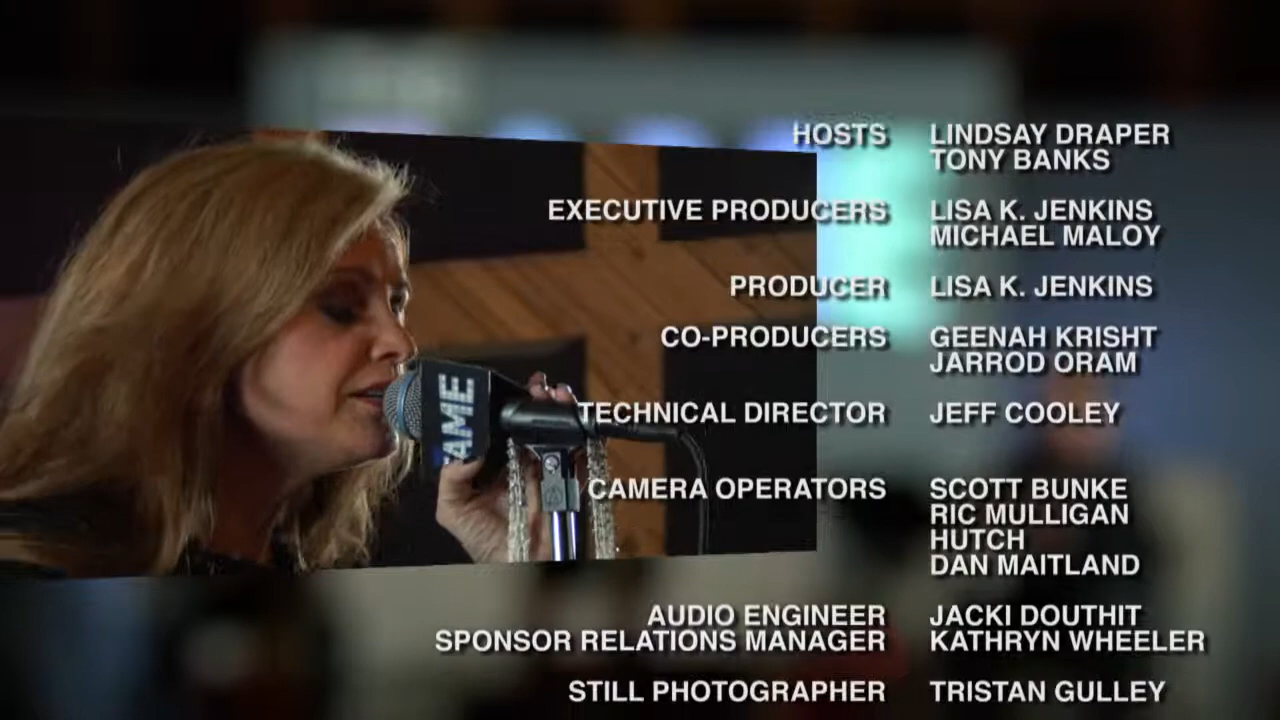 HOSTS LINDSAY DRAPER
TONY BANKS
EXECUTIVE PRODUCERS LISA K. JENKINS
MICHAEL MALOY
PRODUCER LISA K. JENKINS
CO-PRODUCERS GEENAH KRISHT
JARROD ORAM
TECHNICAL DIRECTOR JEFF COOLEY
CAMERA OPERATORS SCOTT BUNKE
RIC MULLIGAN
HUTCH
DAN MAITLAND
AUDIO ENGINEER JACKI DOUTHIT
SPONSOR RELATIONS MANAGER KATHRYN WHEELER
STILL PHOTOGRAPHER TRISTAN GULLEY